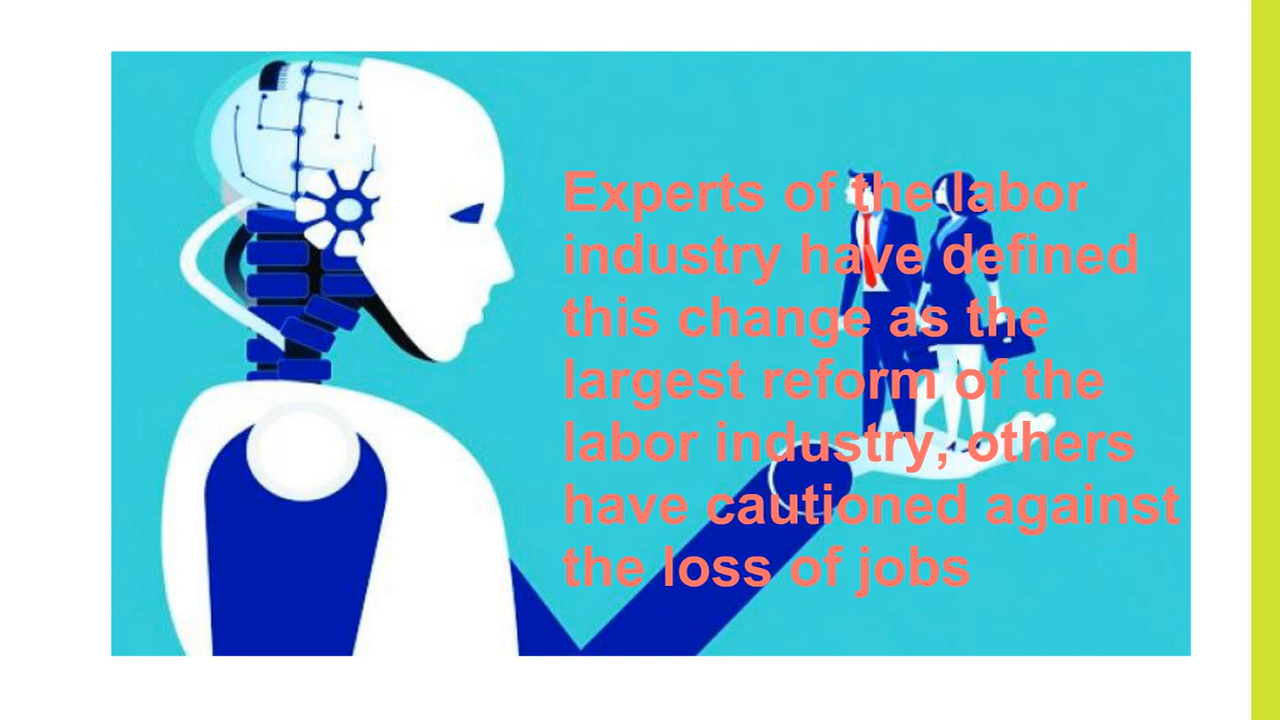 Experts of the labor
industry have defined
this change as the
largest reform of the
labor industry, others
have cautioned against
the loss of jobs